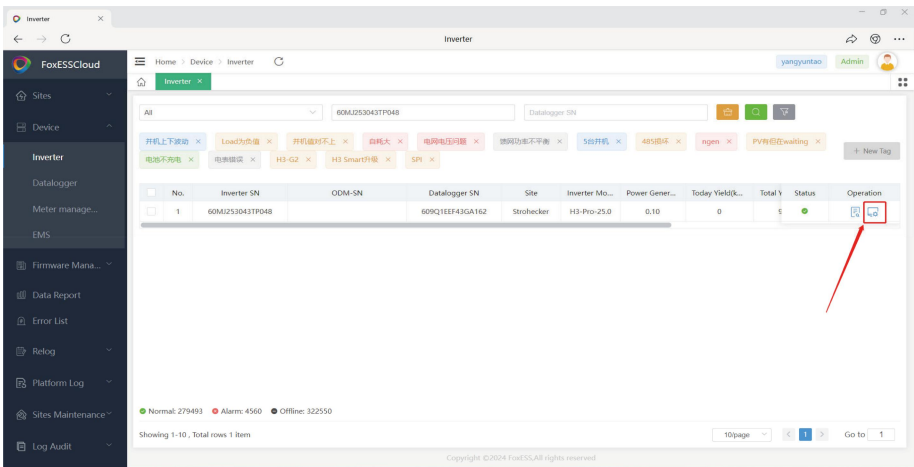 Inverter
Inverter
FoxESSCloud
Home > Device > Inverter
yangyuntao
Admin
Inverter
Sites
Device
Inverter
Datalogger
Meter manage...
EMS
Firmware Mana...
Data Report
Error List
Relog
Platform Log
Sites Maintenance
Log Audit
All
60MJ253043TP048
Datalogger SN
并机上下波动 Load为负值 并机值对不上 自耗大 电网电压问题 馈网功率不平衡 5台并机 485损坏 ngen PV有但在waiting
+ New Tag
电池不充电 电表错误 H3-G2 H3 Smart升级 SPI
No. Inverter SN ODM-SN Datalogger SN Site Inverter Mo... Power Gener... Today Yield(k... Total Y Status Operation
1 60MJ253043TP048 609Q1EEF43GA162 Strohecker H3-Pro-25.0 0.10 0
Normal: 279493 Alarm: 4560 Offline: 322550
Showing 1-10 , Total rows 1 item
10/page
1
Go to 1
Copyright ©2024 FoxESS,All rights reserved